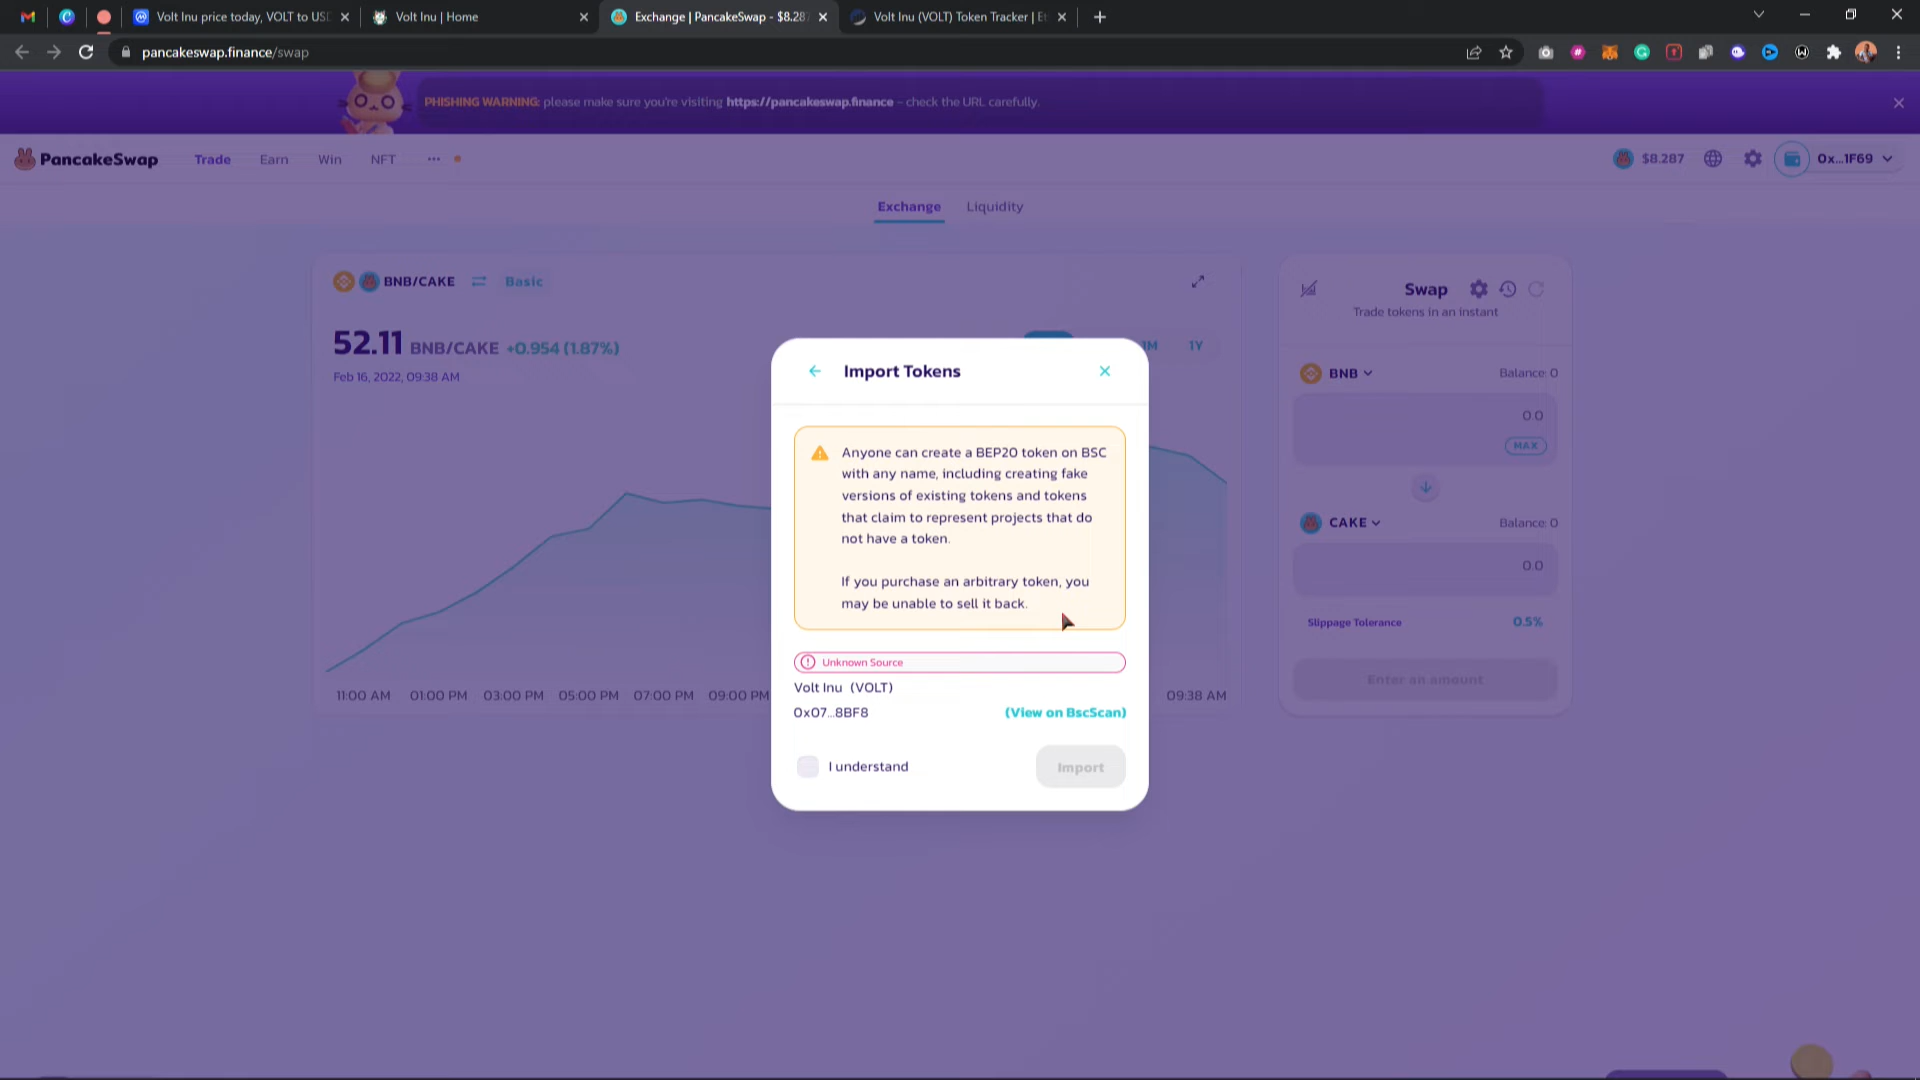 Volt Inu price today, VOLT to USD
Volt Inu | Home
Exchange | PancakeSwap - $8.287
Volt Inu (VOLT) Token Tracker | Et
pancakeswap.finance/swap
PHISHING WARNING: please make sure you're visiting https://pancakeswap.finance - check the URL carefully.
PancakeSwap
Trade
Earn
Win
NFT
$8.287
0x...1F69
Exchange
Liquidity
BNB/CAKE
Basic
52.11 BNB/CAKE +0.954 (1.87%)
Feb 16, 2022, 09:38 AM
1M
1Y
11:00 AM
01:00 PM
03:00 PM
05:00 PM
07:00 PM
09:00 PM
09:38 AM
Import Tokens
Anyone can create a BEP20 token on BSC
with any name, including creating fake
versions of existing tokens and tokens
that claim to represent projects that do
not have a token.
If you purchase an arbitrary token, you
may be unable to sell it back.
Unknown Source
Volt Inu (VOLT)
0x07...8BF8
(View on BscScan)
I understand
Import
Swap
Trade tokens in an instant
BNB
Balance: 0
0.0
MAX
CAKE
Balance: 0
0.0
Slippage Tolerance
0.5%
Enter an amount